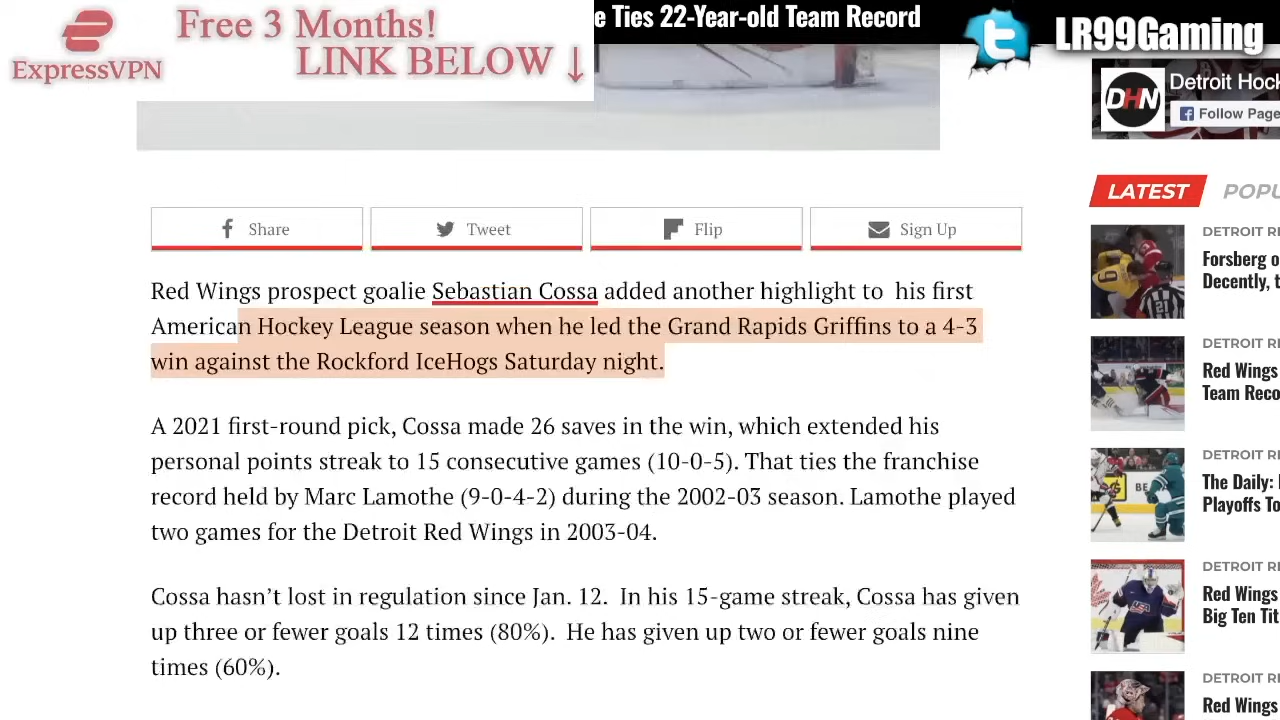 Free 3 Months!
LINK BELOW ↓
ExpressVPN
e Ties 22-Year-old Team Record
LR99Gaming
DHN
Detroit Hock
Follow Page
Share
Tweet
Flip
Sign Up
Red Wings prospect goalie Sebastian Cossa added another highlight to his first
American Hockey League season when he led the Grand Rapids Griffins to a 4-3
win against the Rockford IceHogs Saturday night.
A 2021 first-round pick, Cossa made 26 saves in the win, which extended his
personal points streak to 15 consecutive games (10-0-5). That ties the franchise
record held by Marc Lamothe (9-0-4-2) during the 2002-03 season. Lamothe played
two games for the Detroit Red Wings in 2003-04.
Cossa hasn't lost in regulation since Jan. 12. In his 15-game streak, Cossa has given
up three or fewer goals 12 times (80%). He has given up two or fewer goals nine
times (60%).
LATEST
POPU
DETROIT RE
Forsberg o
Decently, t
DETROIT RE
Red Wings
Team Reco
DETROIT RE
The Daily:
Playoffs To
DETROIT RE
Red Wings
Big Ten Tit
DETROIT RE
Red Wings